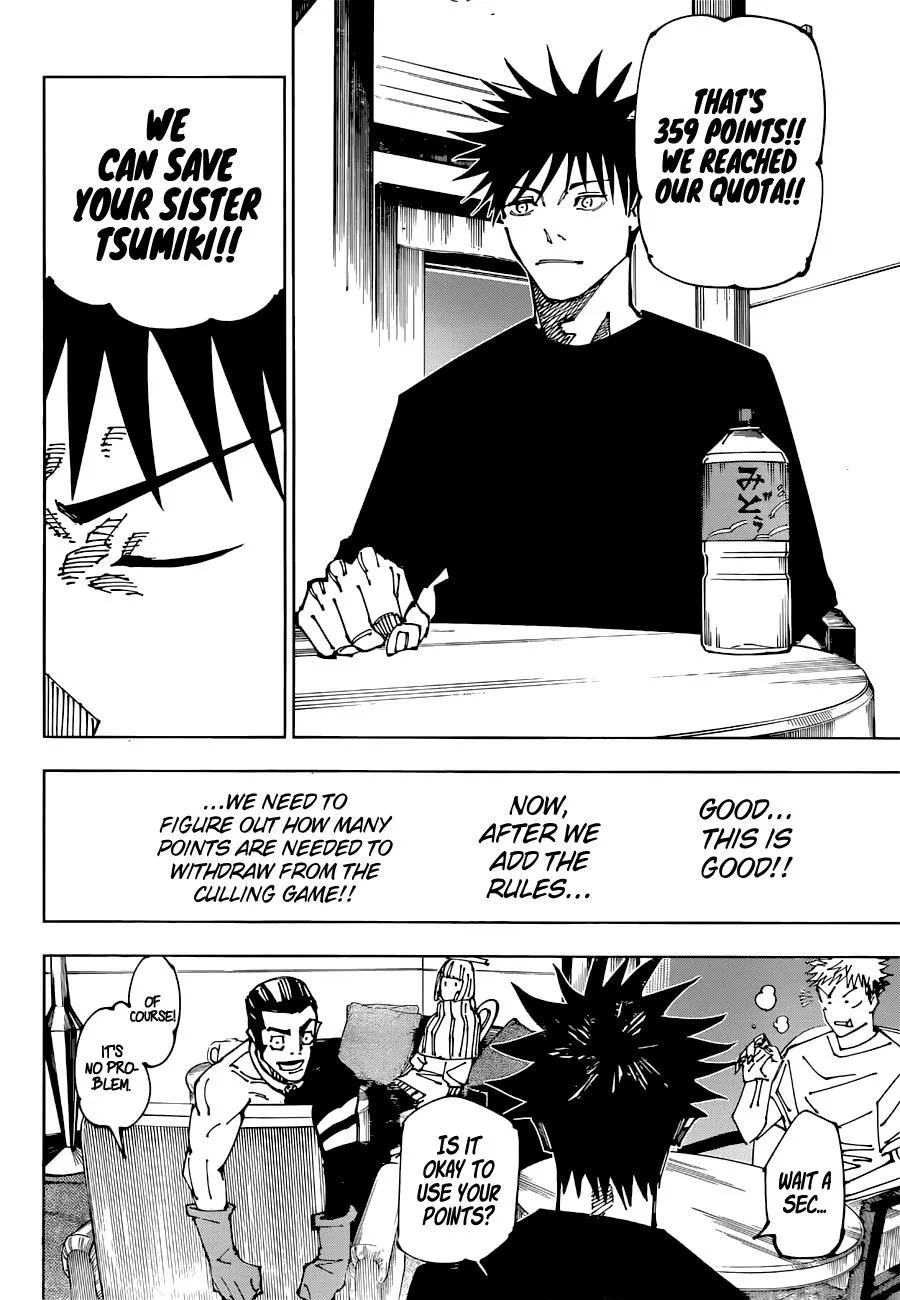 THAT'S
359 POINTS!!
WE REACHED
OUR QUOTA!!
みどぅ
WE
CAN SAVE
YOUR SISTER
TSUMIKI!!
GOOD...
THIS IS
GOOD!!
NOW,
AFTER WE
ADD THE
RULES...
...WE NEED TO
FIGURE OUT HOW MANY
POINTS ARE NEEDED TO
WITHDRAW FROM THE
CULLING GAME!!
WAIT A
SEC...
IS IT
OKAY TO
USE YOUR
POINTS?
OF
COURSE!
IT'S
NO PRO-
BLEM.